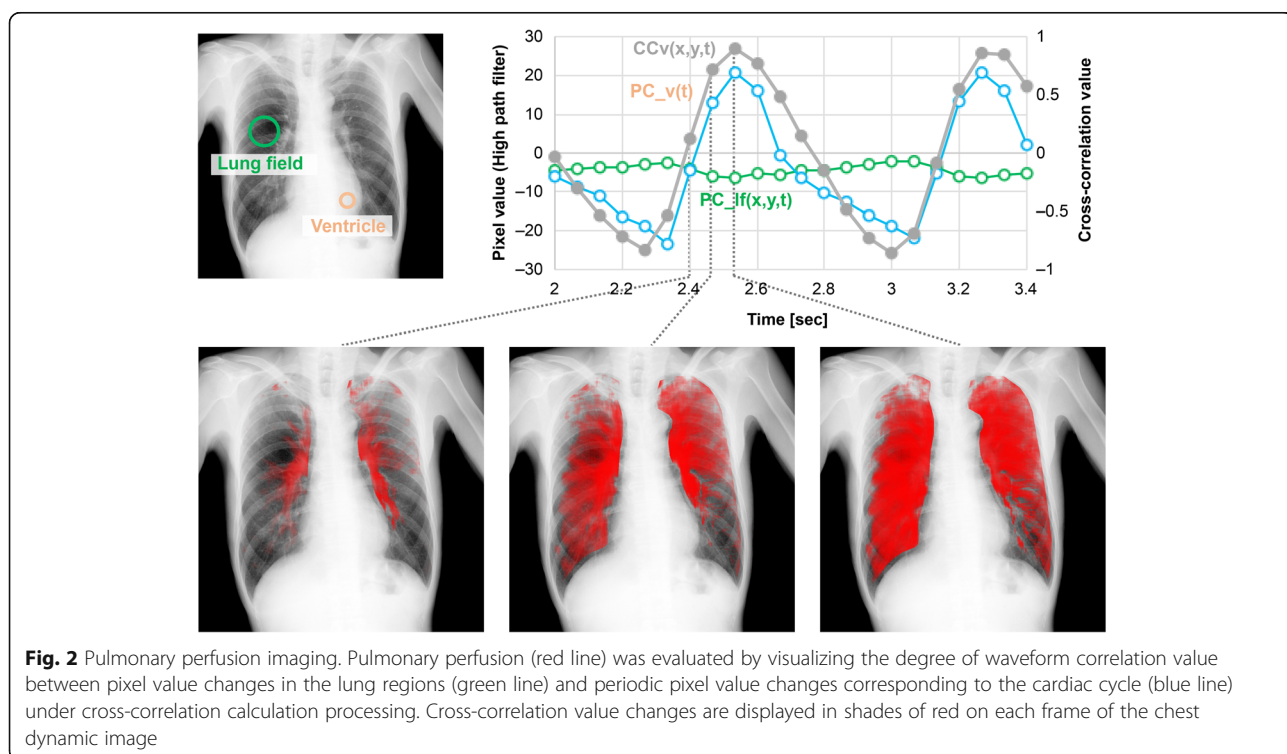 Lung field
Ventricle
CCv(x,y,t)
PC_v(t)
PC_lf(x,y,t)
Pixel value (High path filter)
30
20
10
0
–10
–20
–30
Cross-correlation value
1
0.5
0
–0.5
–1
2
2.2
2.4
2.6
2.8
3
3.2
3.4
Time [sec]
Fig. 2 Pulmonary perfusion imaging. Pulmonary perfusion (red line) was evaluated by visualizing the degree of waveform correlation value
between pixel value changes in the lung regions (green line) and periodic pixel value changes corresponding to the cardiac cycle (blue line)
under cross-correlation calculation processing. Cross-correlation value changes are displayed in shades of red on each frame of the chest
dynamic image